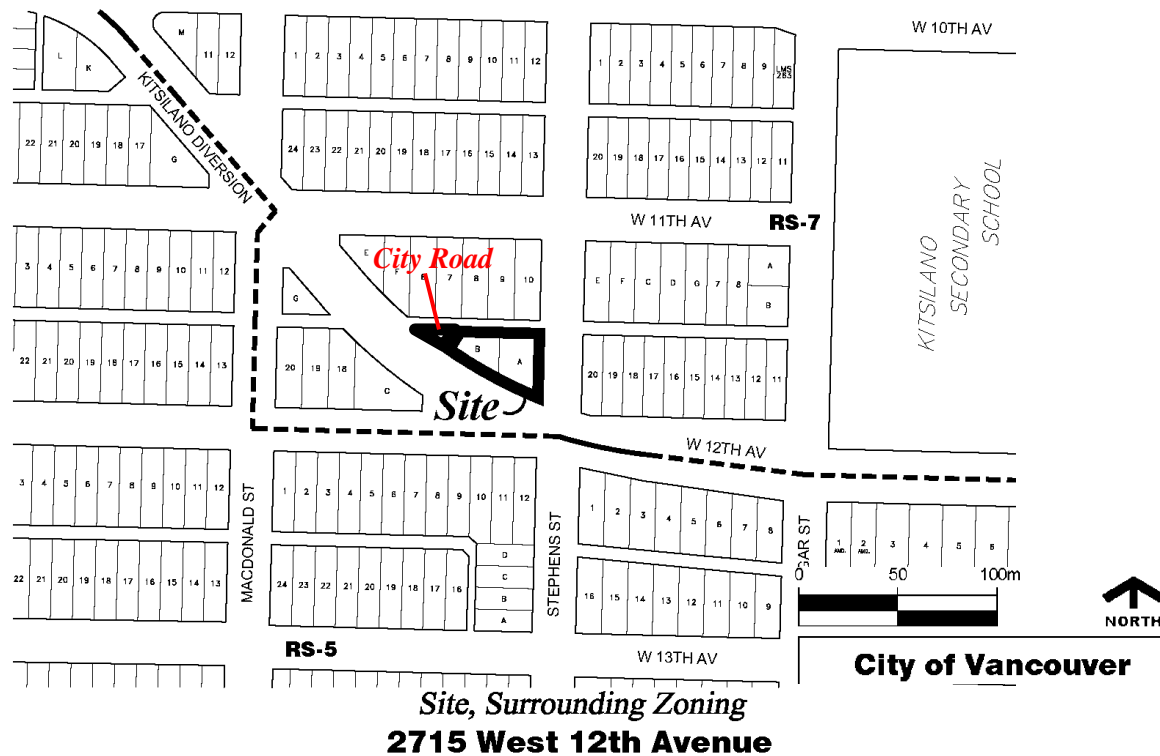 W 10TH AV
M 11 12
L K
1 2 3 4 5 6 7 8 9 10 11 12
1 2 3 4 5 6 7 8 9 LMS 283
KITSILANO DIVERSION
22 21 20 19 18 17 G
24 23 22 21 20 19 18 17 16 15 14 13
20 19 18 17 16 15 14 13 12 11
KITSILANO
SECONDARY
SCHOOL
W 11TH AV
RS-7
3 4 5 6 7 8 9 10 11 12
E F 6 7 8 9 10
City Road
E F C D G 7 8 A
B
G
22 21 20 19 18 17 16 15 14 13
20 19 18 C
B A
20 19 18 17 16 15 14 13 12 11
Site
W 12TH AV
3 4 5 6 7 8 9 10 11 12
1 2 3 4 5 6 7 8 9 10 11 12
1 2 3 4 5 6 7 8
1 AMD. 2 AMD. 3 4 5 6
MACDONALD ST
STEPHENS ST
GAR ST
22 21 20 19 18 17 16 15 14 13
24 23 22 21 20 19 18 17 16
D
C
B
A
16 15 14 13 12 11 10 9
0 50 100m
NORTH
RS-5
W 13TH AV
City of Vancouver
Site, Surrounding Zoning
2715 West 12th Avenue